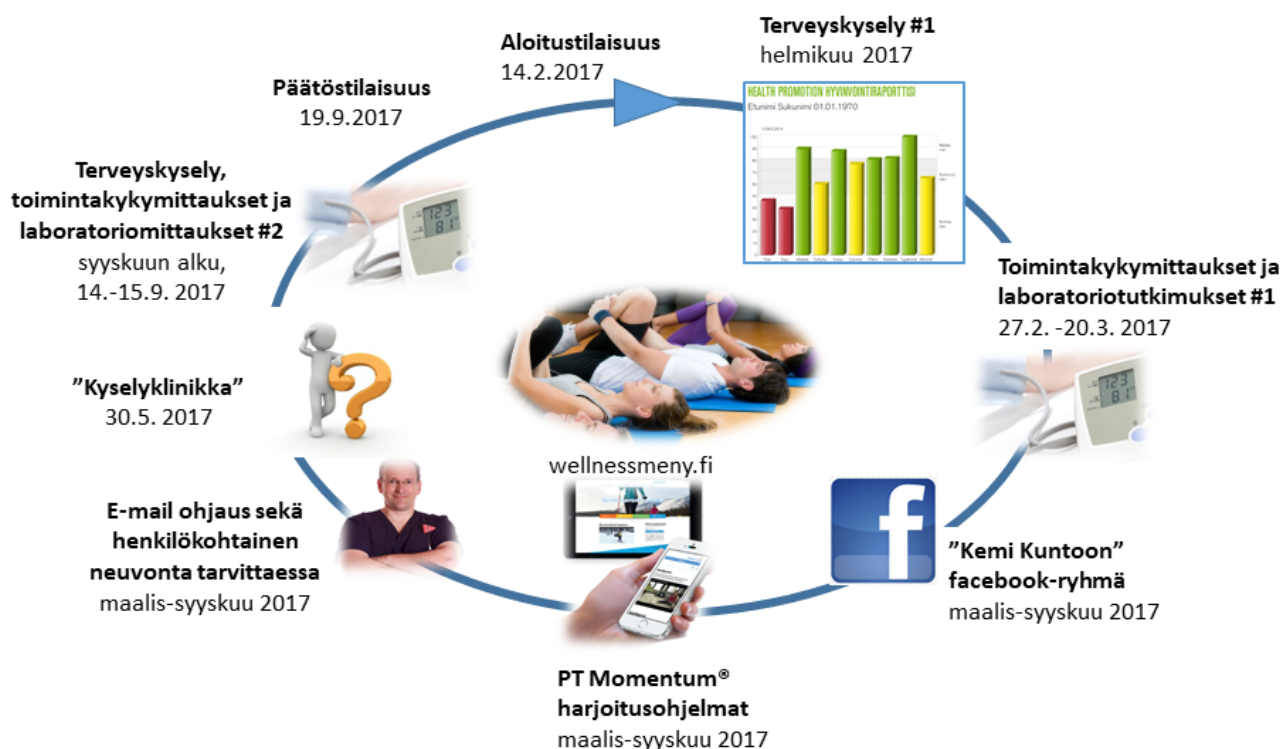 Aloitustilaisuus
14.2.2017
Terveyskysely #1
helmikuu 2017
HEALTH PROMOTION HYVINVOINTIRAPORTTISI
Etunimi Sukunimi 01.01.1970
Toimintakykymittaukset ja
laboratoriotutkimukset #1
27.2. -20.3. 2017
123
81
"Kemi Kuntoon"
facebook-ryhmä
maalis-syyskuu 2017
f
wellnessmeny.fi
PT Momentum®
harjoitusohjelmat
maalis-syyskuu 2017
E-mail ohjaus sekä
henkilökohtainen
neuvonta tarvittaessa
maalis-syyskuu 2017
”Kyselyklinikka”
30.5. 2017
?
Terveyskysely,
toimintakykymittaukset ja
laboratoriomittaukset #2
syyskuun alku,
14.-15.9. 2017
123
81
Päätöstilaisuus
19.9.2017